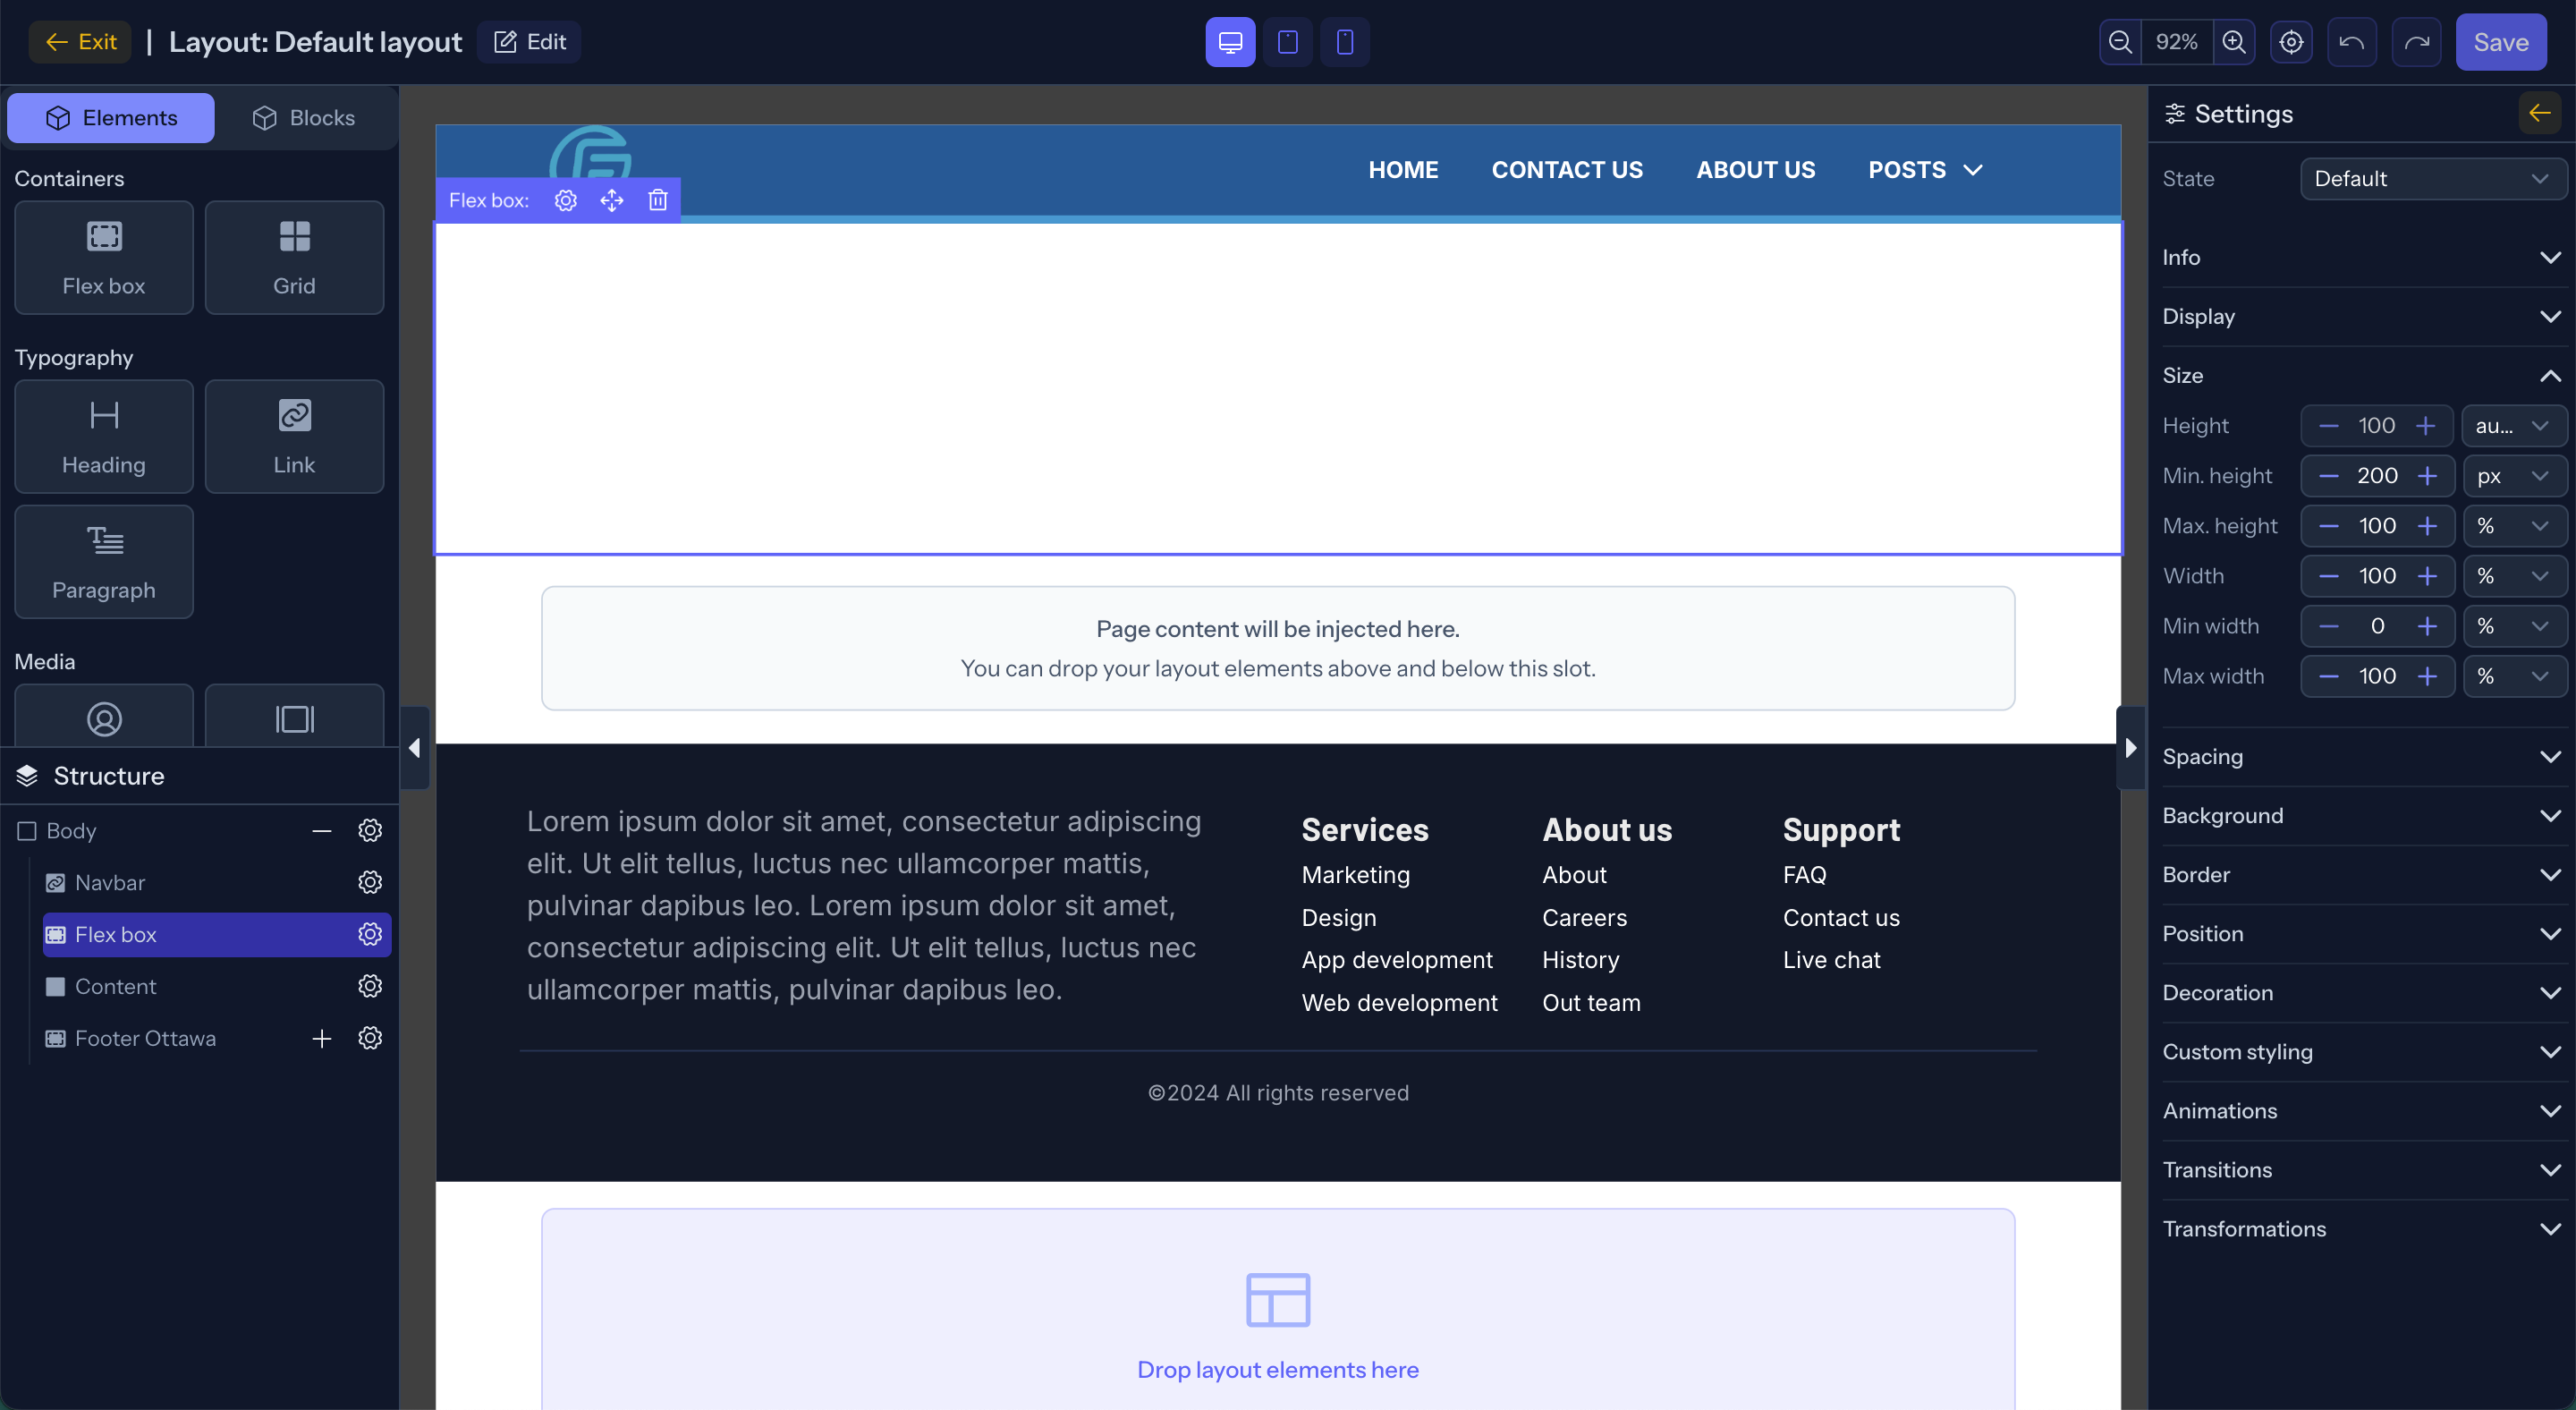 Exit
Layout: Default layout
Edit
92%
Save
Elements
Blocks
Containers
Flex box
Grid
Typography
Heading
Link
Paragraph
Media
Structure
Body
Navbar
Flex box
Content
Footer Ottawa
HOME
CONTACT US
ABOUT US
POSTS
Flex box:
Page content will be injected here.
You can drop your layout elements above and below this slot.
Lorem ipsum dolor sit amet, consectetur adipiscing
elit. Ut elit tellus, luctus nec ullamcorper mattis,
pulvinar dapibus leo. Lorem ipsum dolor sit amet,
consectetur adipiscing elit. Ut elit tellus, luctus nec
ullamcorper mattis, pulvinar dapibus leo.
Services
Marketing
Design
App development
Web development
About us
About
Careers
History
Out team
Support
FAQ
Contact us
Live chat
©2024 All rights reserved
Drop layout elements here
Settings
State Default
Info
Display
Size
Height 100 au...
Min. height 200 px
Max. height 100 %
Width 100 %
Min width 0 %
Max width 100 %
Spacing
Background
Border
Position
Decoration
Custom styling
Animations
Transitions
Transformations